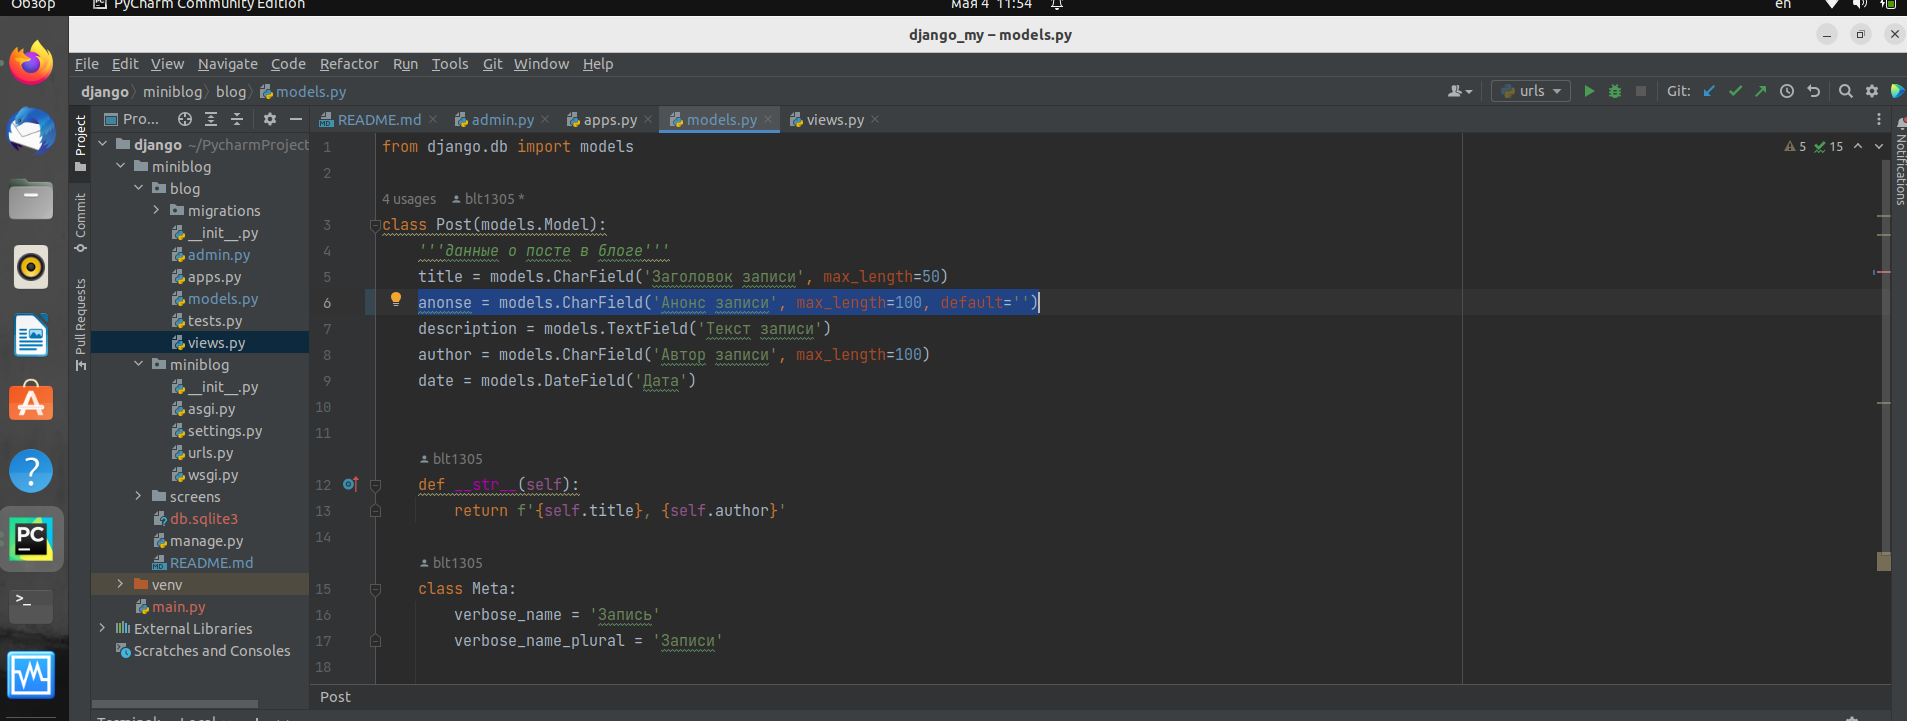 Обзор PyCharm Community Edition мая 4 11:54 en
django_my – models.py
File Edit View Navigate Code Refactor Run Tools Git Window Help
django miniblog blog models.py urls Git:
Project
Commit
Pull Requests
Pro...
django ~/PycharmProject
miniblog
blog
migrations
__init__.py
admin.py
apps.py
models.py
tests.py
views.py
miniblog
__init__.py
asgi.py
settings.py
urls.py
wsgi.py
screens
db.sqlite3
manage.py
README.md
venv
main.py
External Libraries
Scratches and Consoles
README.md admin.py apps.py models.py views.py
5 15
Notifications
1 from django.db import models
2
4 usages blt1305 *
3 class Post(models.Model):
4 '''данные о посте в блоге'''
5 title = models.CharField('Заголовок записи', max_length=50)
6 anonse = models.CharField('Анонс записи', max_length=100, default='')
7 description = models.TextField('Текст записи')
8 author = models.CharField('Автор записи', max_length=100)
9 date = models.DateField('Дата')
10
11
blt1305
12 def __str__(self):
13 return f'{self.title}, {self.author}'
14
blt1305
15 class Meta:
16 verbose_name = 'Запись'
17 verbose_name_plural = 'Записи'
18
Post
PC